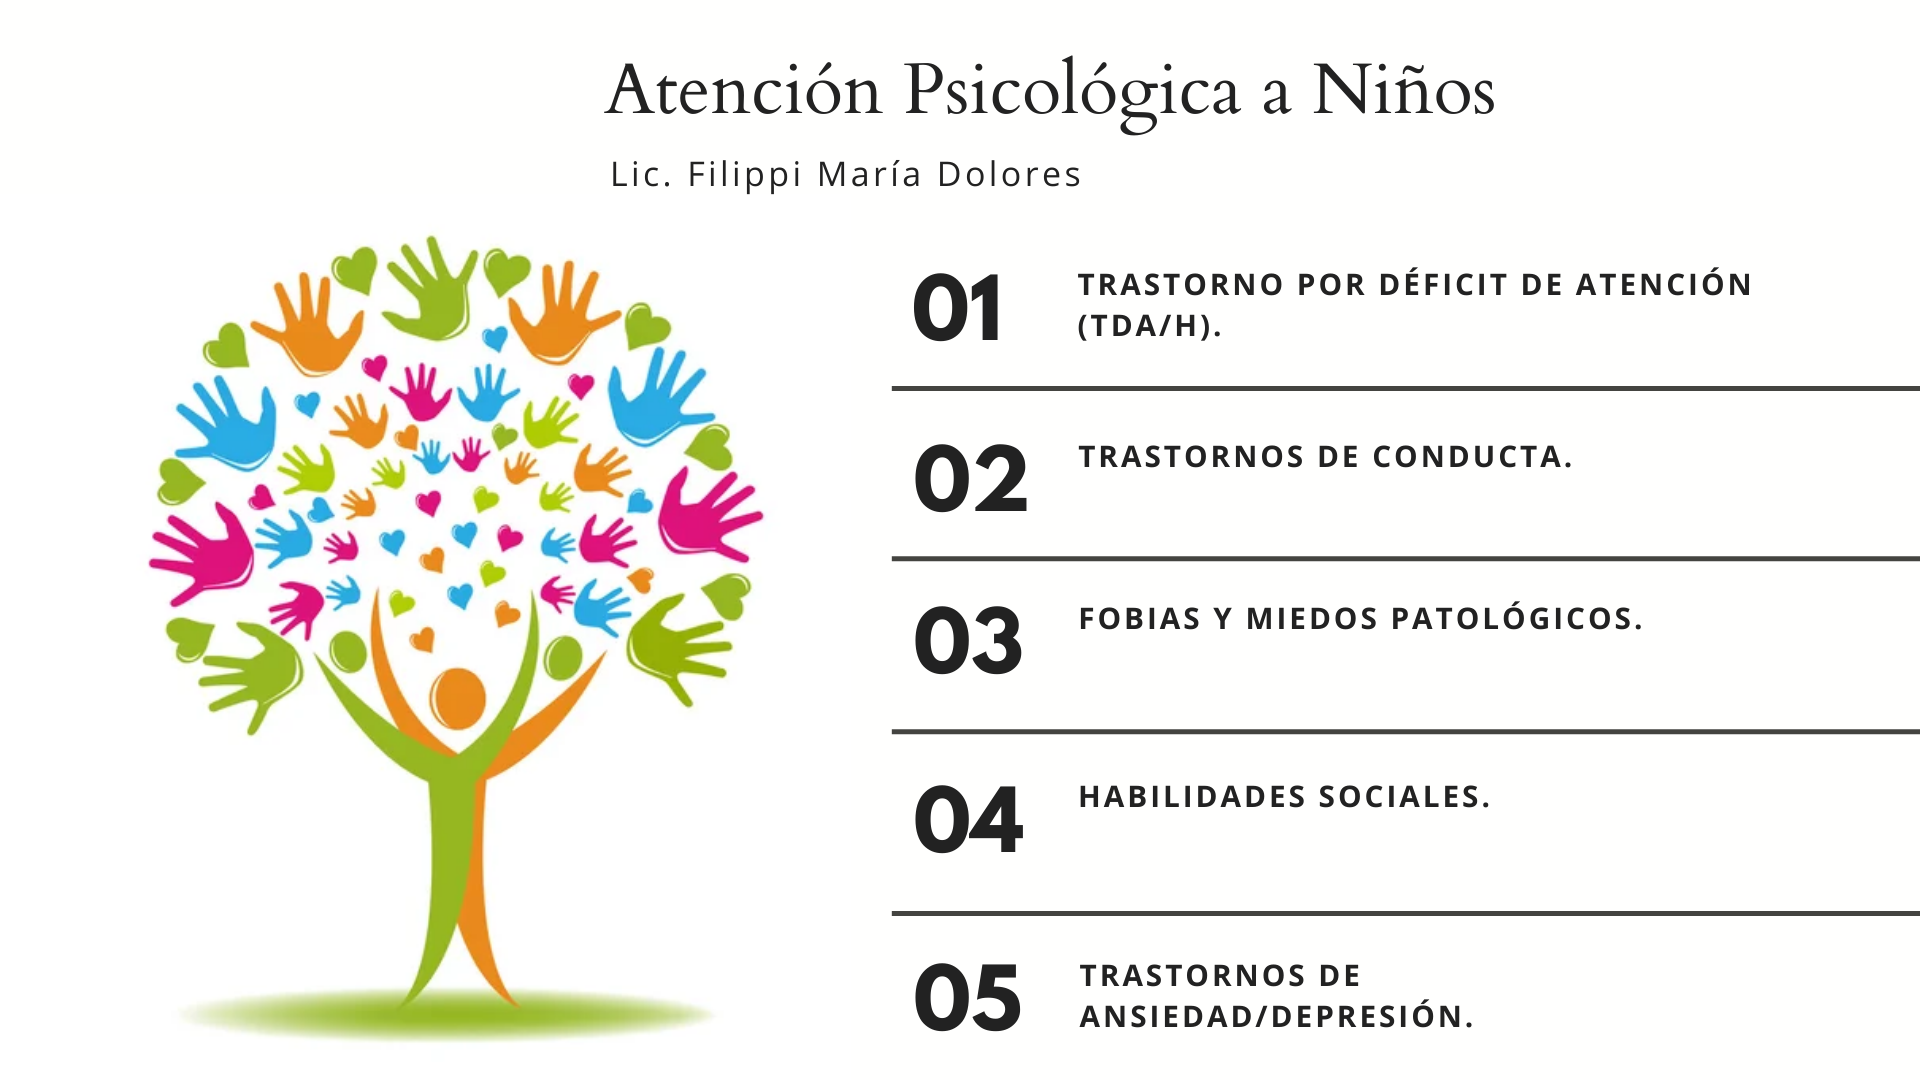 Atención Psicológica a Niños
Lic. Filippi María Dolores
01
TRASTORNO POR DÉFICIT DE ATENCIÓN
(TDA/H).
02
TRASTORNOS DE CONDUCTA.
03
FOBIAS Y MIEDOS PATOLÓGICOS.
04
HABILIDADES SOCIALES.
05
TRASTORNOS DE
ANSIEDAD/DEPRESIÓN.